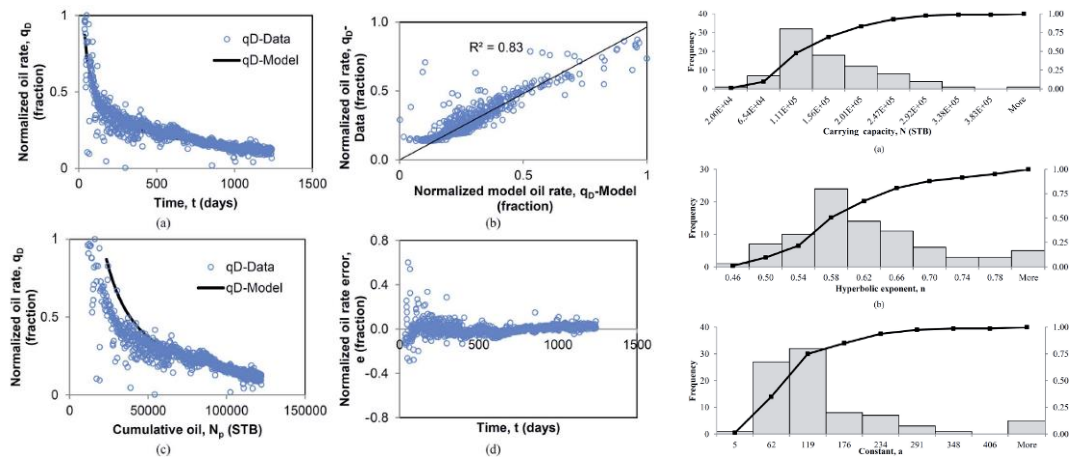 Normalized oil rate, qD
(fraction)
1
0.5
0
qD-Data
qD-Model
0
500
1000
1500
Time, t (days)
(a)
Normalized oil rate, qD-
Data (fraction)
1.0
0.5
0.0
R² = 0.83
0
0.5
1
Normalized model oil rate, qD-Model
(fraction)
(b)
Normalized oil rate, qD
(fraction)
1
0.5
0
qD-Data
qD-Model
0
50000
100000
150000
Cumulative oil, Np (STB)
(c)
Normalized oil rate error,
e (fraction)
0.8
0.4
0.0
-0.4
-0.8
0
500
1000
1500
Time, t (days)
(d)
Frequency
40
30
20
10
0
1.00
0.75
0.50
0.25
0.00
2.00E+04
6.54E+04
1.11E+05
1.56E+05
2.01E+05
2.47E+05
2.92E+05
3.38E+05
3.83E+05
More
Carrying capacity, N (STB)
(a)
Frequency
30
20
10
0
1.00
0.75
0.50
0.25
0.00
0.46 0.50 0.54 0.58 0.62 0.66 0.70 0.74 0.78 More
Hyperbolic exponent, n
(b)
Frequency
40
30
20
10
0
1.00
0.75
0.50
0.25
0.00
5 62 119 176 234 291 348 406 More
Constant, a